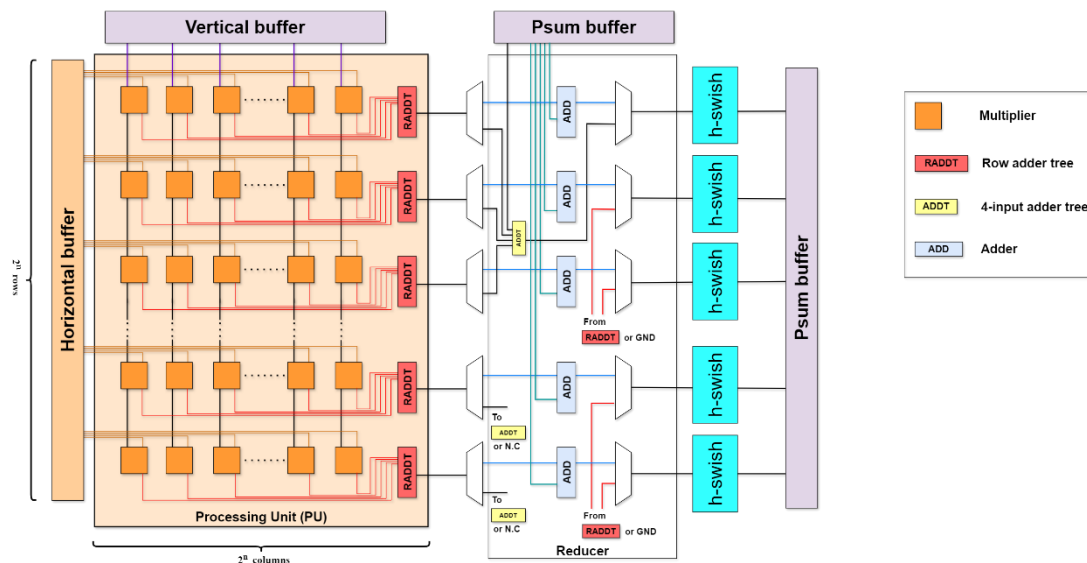 Vertical buffer
Psum buffer
2ⁿ rows
Horizontal buffer
RADDT
RADDT
RADDT
RADDT
RADDT
Processing Unit (PU)
2ⁿ columns
ADD
ADD
ADDT
ADD
From
RADDT or GND
ADD
To
ADDT
or N.C
ADD
To
ADDT
or N.C
From
RADDT or GND
Reducer
h-swish
h-swish
h-swish
h-swish
h-swish
Psum buffer
Multiplier
RADDT Row adder tree
ADDT 4-input adder tree
ADD Adder